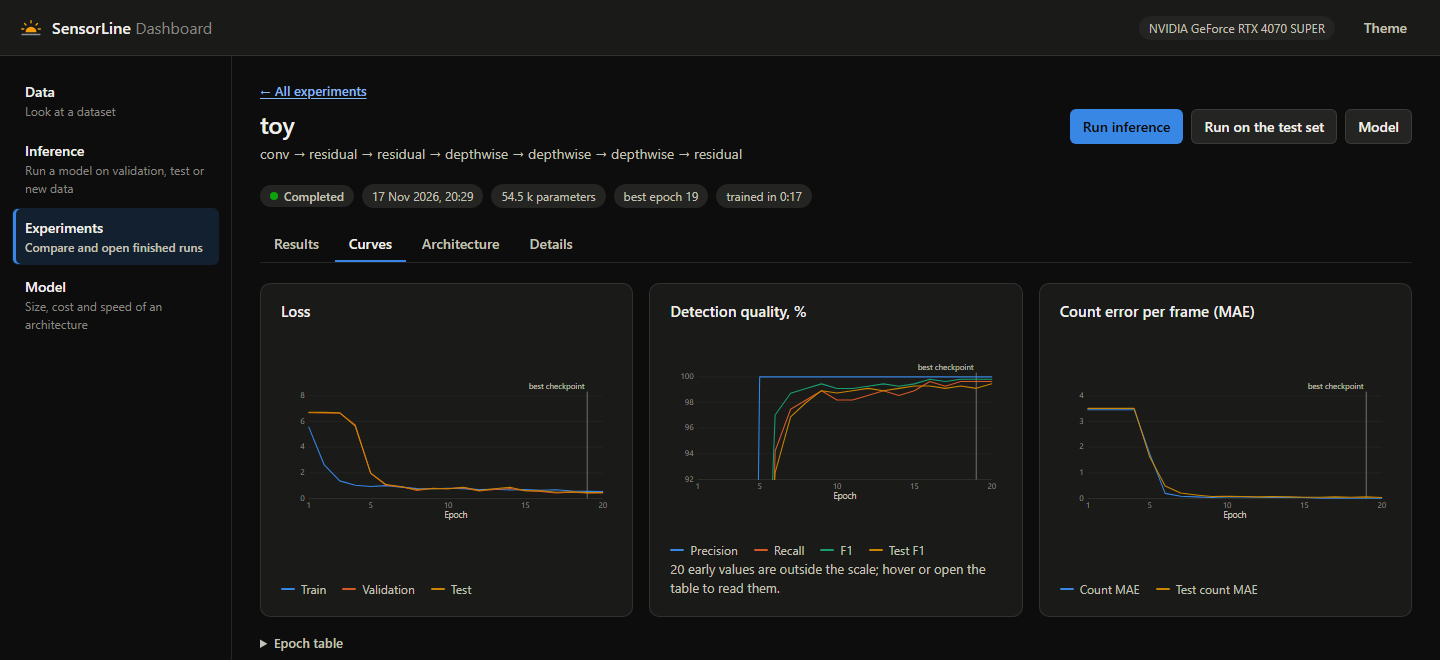 SensorLine Dashboard
NVIDIA GeForce RTX 4070 SUPER
Theme
Data
Look at a dataset
Inference
Run a model on validation, test or
new data
Experiments
Compare and open finished runs
Model
Size, cost and speed of an
architecture
← All experiments
toy
conv → residual → residual → depthwise → depthwise → depthwise → residual
Run inference
Run on the test set
Model
Completed
17 Nov 2026, 20:29
54.5 k parameters
best epoch 19
trained in 0:17
Results
Curves
Architecture
Details
Loss
best checkpoint
8
6
4
2
0
1
5
10
15
20
Epoch
Train
Validation
Test
Detection quality, %
best checkpoint
100
98
96
94
92
1
5
10
15
20
Epoch
Precision
Recall
F1
Test F1
20 early values are outside the scale; hover or open the
table to read them.
Count error per frame (MAE)
best checkpoint
4
3
2
1
0
1
5
10
15
20
Epoch
Count MAE
Test count MAE
▶ Epoch table